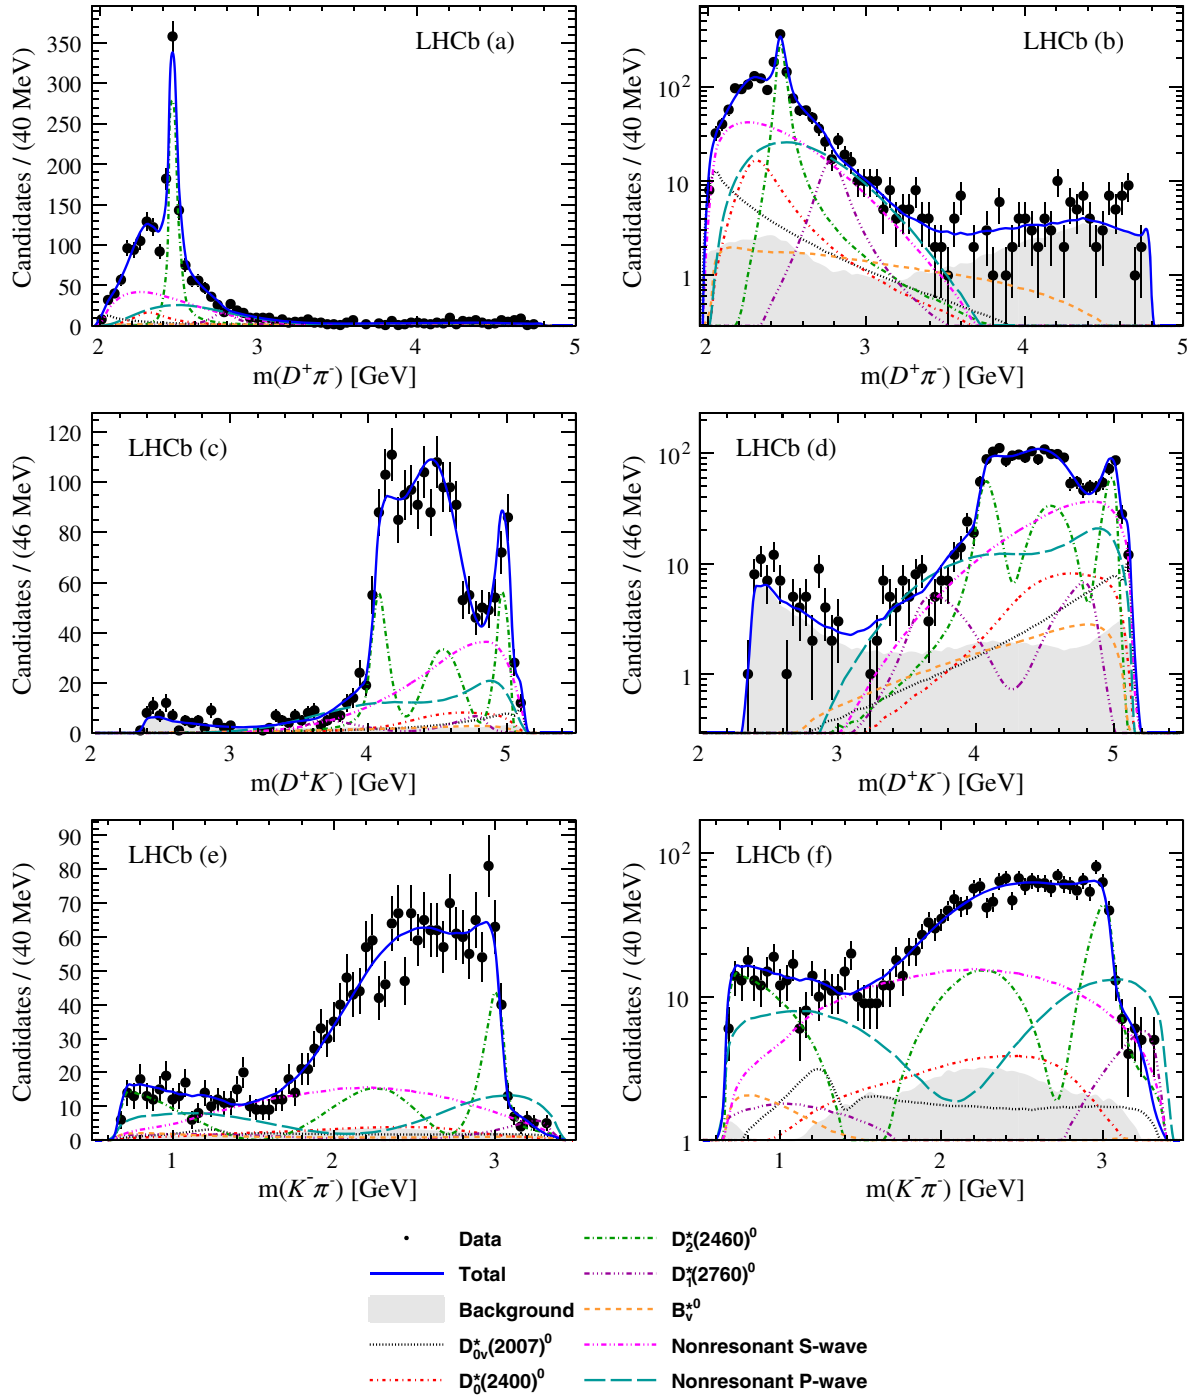 LHCb (a)
Candidates / (40 MeV)
350
300
250
200
150
100
50
0
2 3 4 5
m(D⁺π⁻) [GeV]
LHCb (b)
Candidates / (40 MeV)
10²
10
1
2 3 4 5
m(D⁺π⁻) [GeV]
LHCb (c)
Candidates / (46 MeV)
120
100
80
60
40
20
0
2 3 4 5
m(D⁺K⁻) [GeV]
LHCb (d)
Candidates / (46 MeV)
10²
10
1
2 3 4 5
m(D⁺K⁻) [GeV]
LHCb (e)
Candidates / (40 MeV)
90
80
70
60
50
40
30
20
10
0
1 2 3
m(K⁻π⁻) [GeV]
LHCb (f)
Candidates / (40 MeV)
10²
10
1
1 2 3
m(K⁻π⁻) [GeV]
Data
Total
Background
D*₀ᵥ(2007)⁰
D*₀(2400)⁰
D*₂(2460)⁰
D*₁(2760)⁰
B*ᵥ⁰
Nonresonant S-wave
Nonresonant P-wave